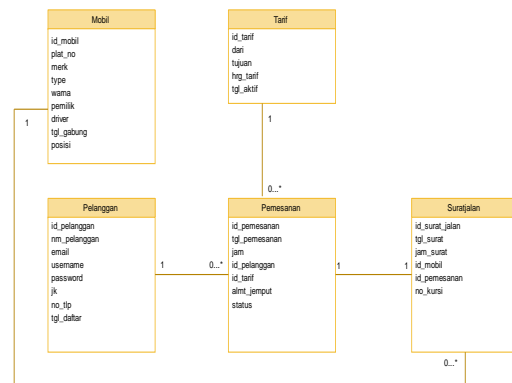 Mobil
id_mobil
plat_no
merk
type
warna
pemilik
driver
tgl_gabung
posisi
1
Tarif
id_tarif
dari
tujuan
hrg_tarif
tgl_aktif
1
0...*
Pelanggan
id_pelanggan
nm_pelanggan
email
username
password
jk
no_tlp
tgl_daftar
1
0...*
Pemesanan
id_pemesanan
tgl_pemesanan
jam
id_pelanggan
id_tarif
almt_jemput
status
1
1
Suratjalan
id_surat_jalan
tgl_surat
jam_surat
id_mobil
id_pemesanan
no_kursi
0...*